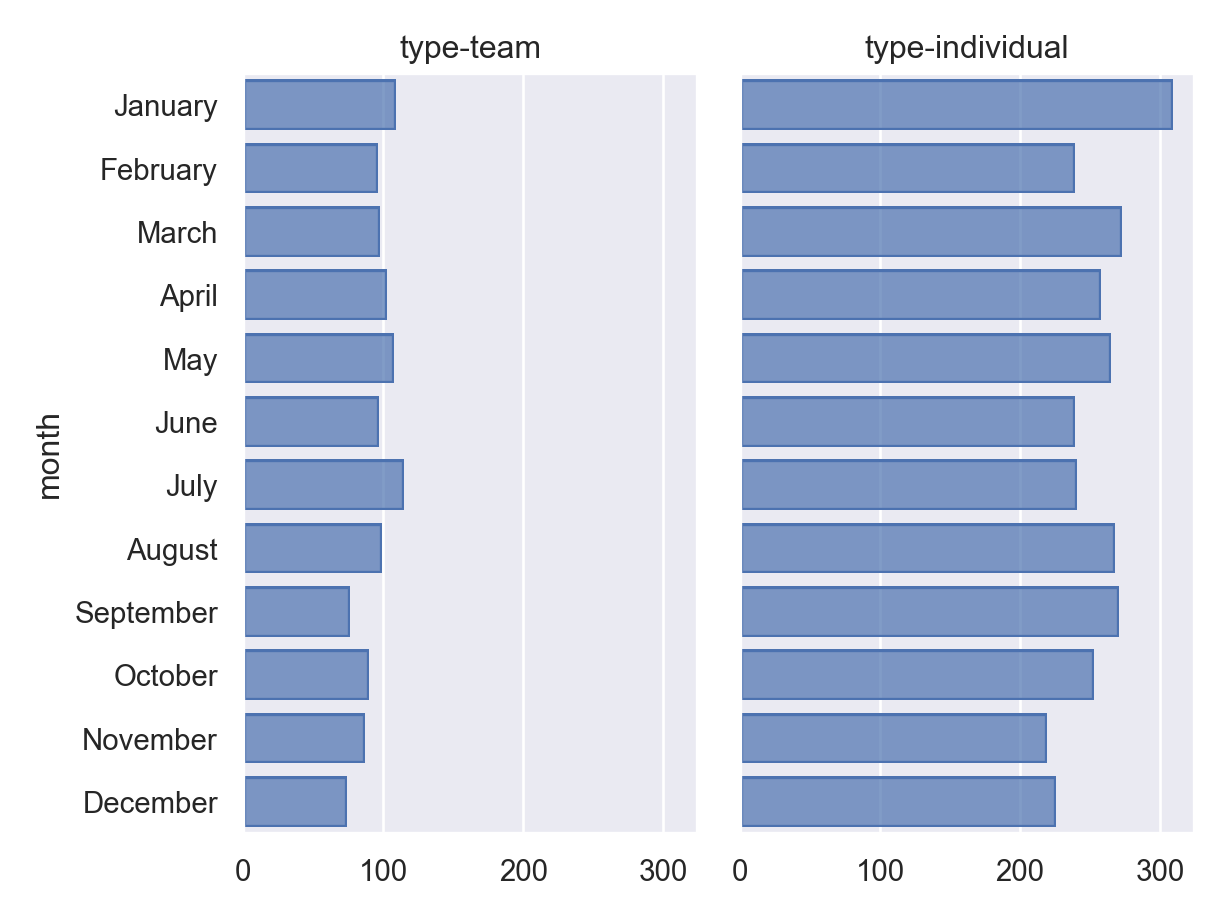 type-team
type-individual
January
February
March
April
May
June
July
August
September
October
November
December
month
0 100 200 300
0 100 200 300